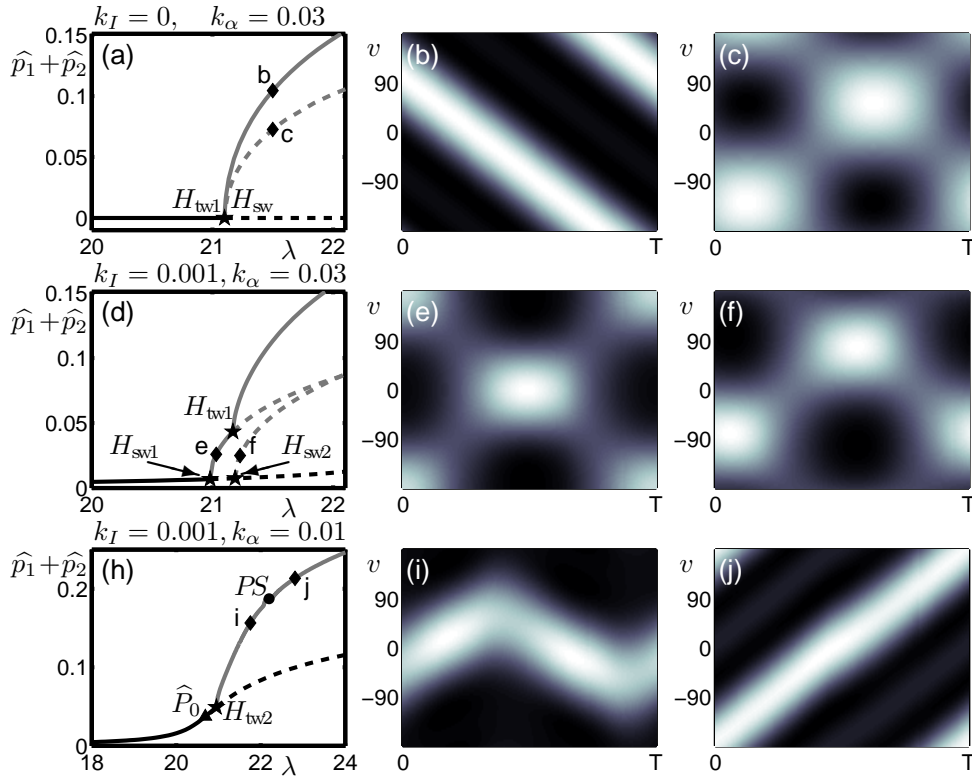 k_I = 0, k_α = 0.03
0.15
p̂₁+p̂₂
0.1
0.05
0
(a)
b
c
H_tw1
H_sw
20
21
λ
22
v
90
0
−90
(b)
0
T
v
90
0
−90
(c)
0
T
k_I = 0.001, k_α = 0.03
0.15
p̂₁+p̂₂
0.1
0.05
0
(d)
H_tw1
e
f
H_sw1
H_sw2
20
21
λ
22
v
90
0
−90
(e)
0
T
v
90
0
−90
(f)
0
T
k_I = 0.001, k_α = 0.01
p̂₁+p̂₂
0.2
0.1
0
(h)
PS
i
j
P̂₀
H_tw2
18
20
22
λ
24
v
90
0
−90
(i)
0
T
v
90
0
−90
(j)
0
T